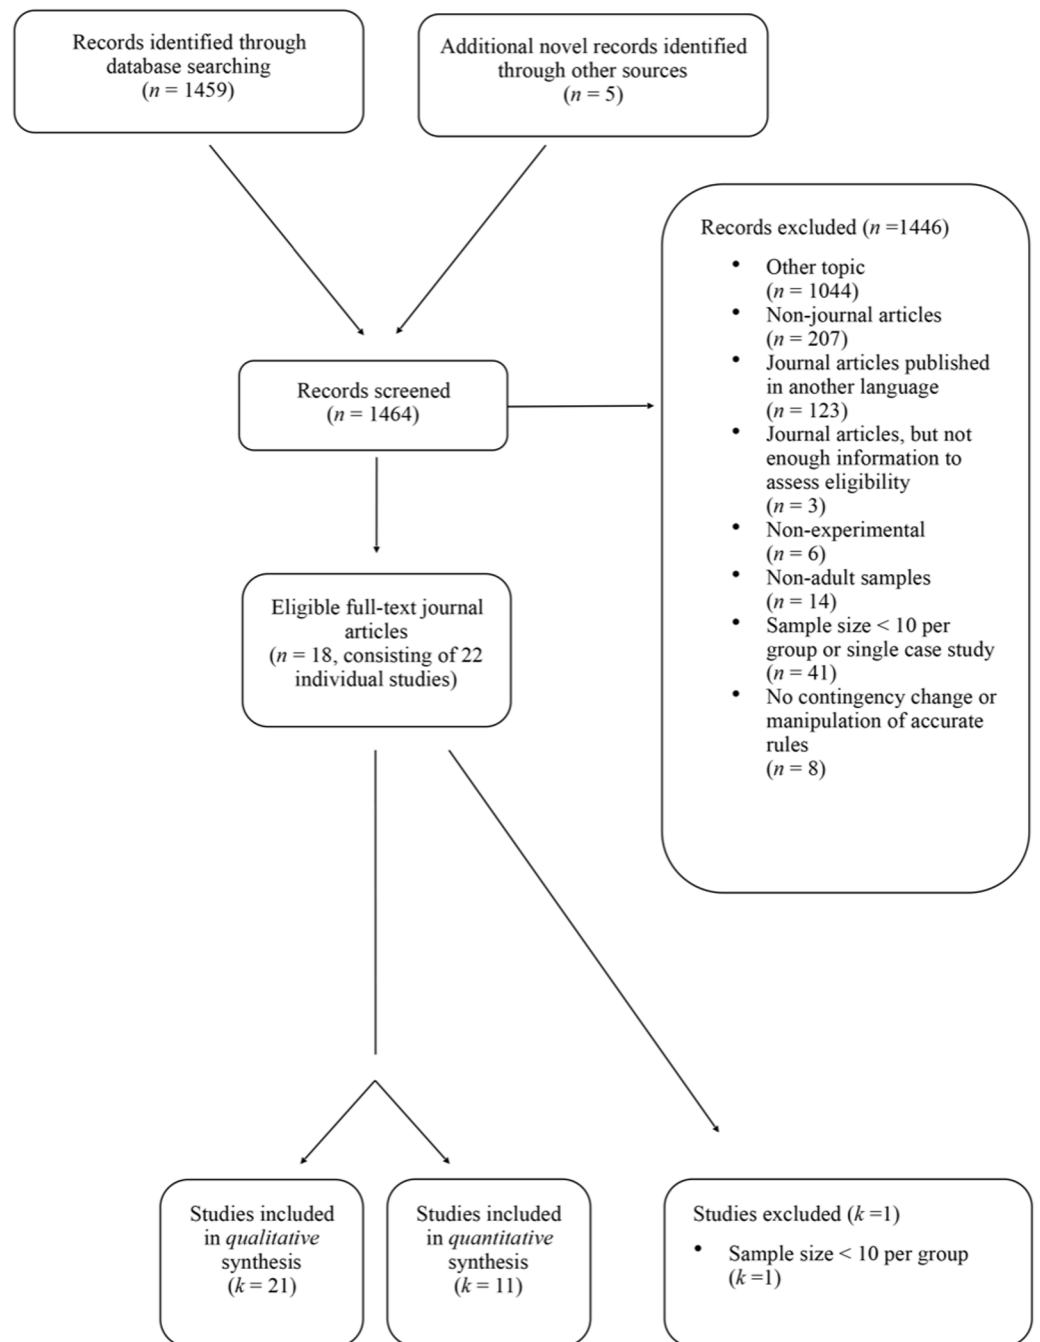 Records identified through
database searching
(n = 1459)
Additional novel records identified
through other sources
(n = 5)
Records excluded (n =1446)
• Other topic
(n = 1044)
• Non-journal articles
(n = 207)
• Journal articles published
in another language
(n = 123)
• Journal articles, but not
enough information to
assess eligibility
(n = 3)
• Non-experimental
(n = 6)
• Non-adult samples
(n = 14)
• Sample size < 10 per
group or single case study
(n = 41)
• No contingency change or
manipulation of accurate
rules
(n = 8)
Records screened
(n = 1464)
Eligible full-text journal
articles
(n = 18, consisting of 22
individual studies)
Studies included
in qualitative
synthesis
(k = 21)
Studies included
in quantitative
synthesis
(k = 11)
Studies excluded (k =1)
• Sample size < 10 per group
(k =1)